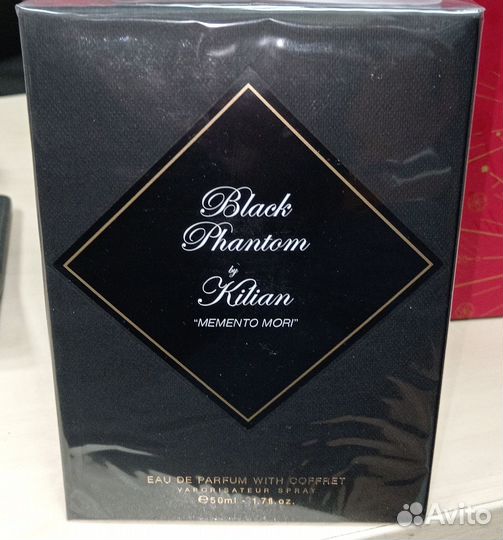 Black
Phantom
by
Kilian
"MEMENTO MORI"
EAU DE PARFUM WITH COFFRET
VAPORISATEUR SPRAY
℮50ml - 1.7fl.oz.
Avito